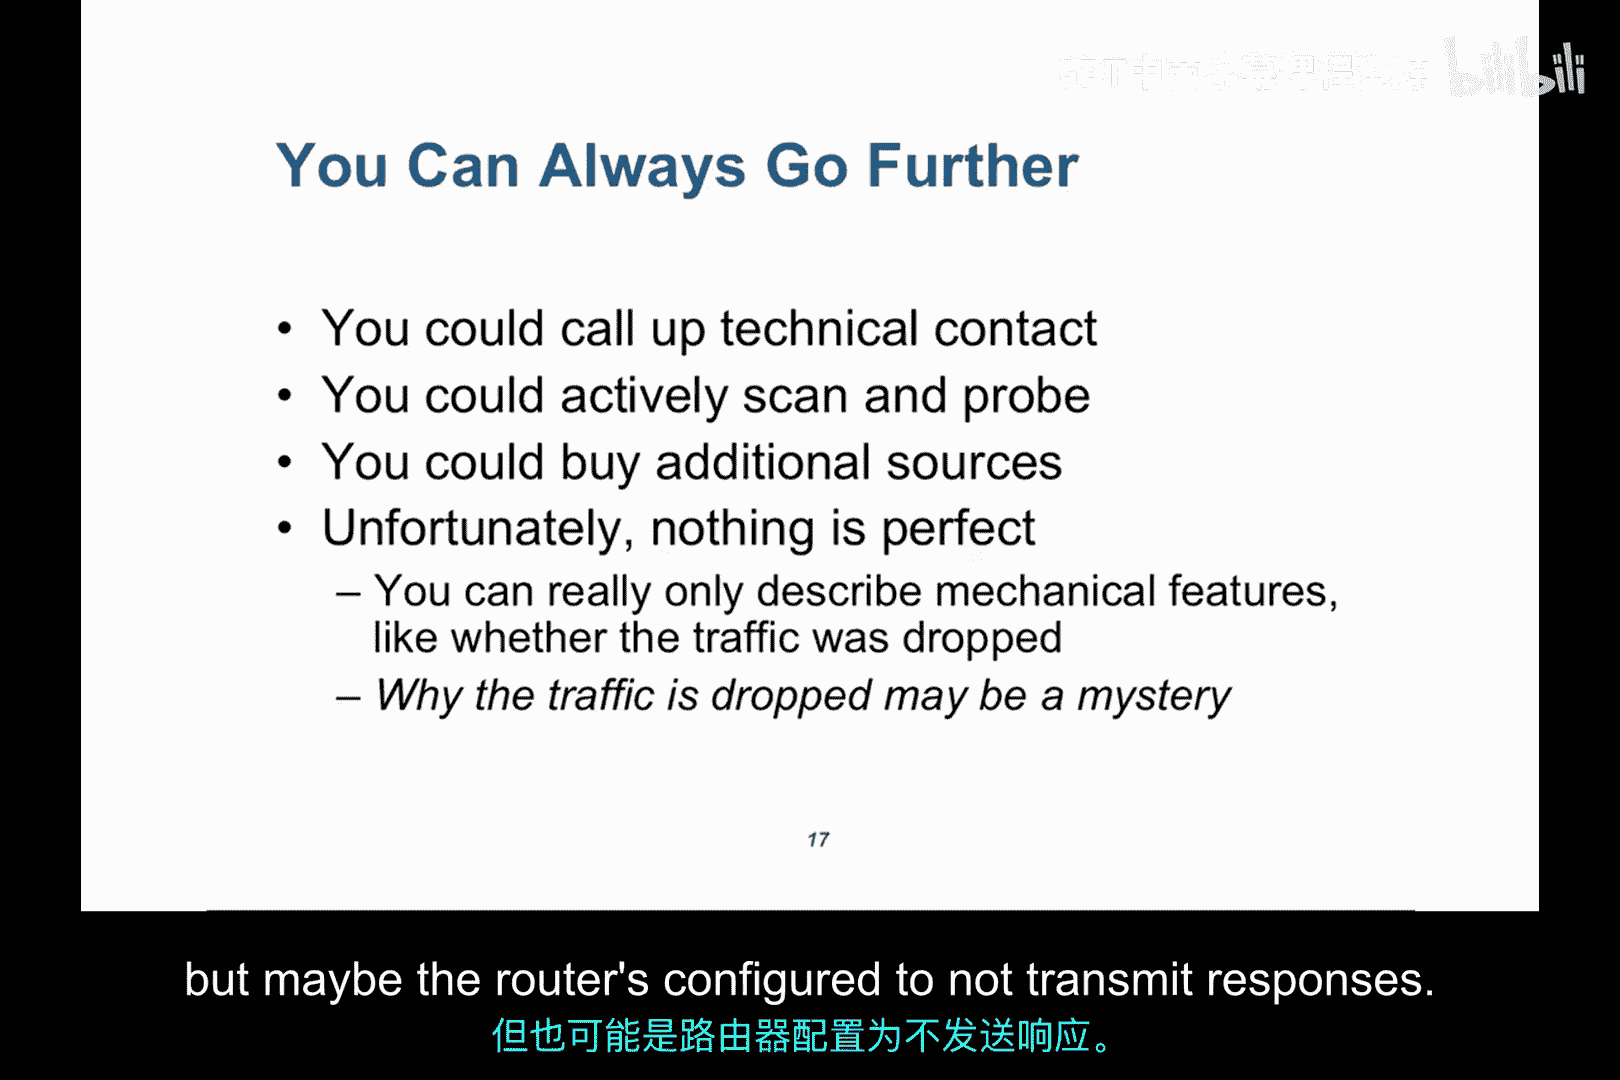 bilibili
You Can Always Go Further
• You could call up technical contact
• You could actively scan and probe
• You could buy additional sources
• Unfortunately, nothing is perfect
– You can really only describe mechanical features,
like whether the traffic was dropped
– Why the traffic is dropped may be a mystery
17
but maybe the router's configured to not transmit responses.
但也可能是路由器配置为不发送响应。